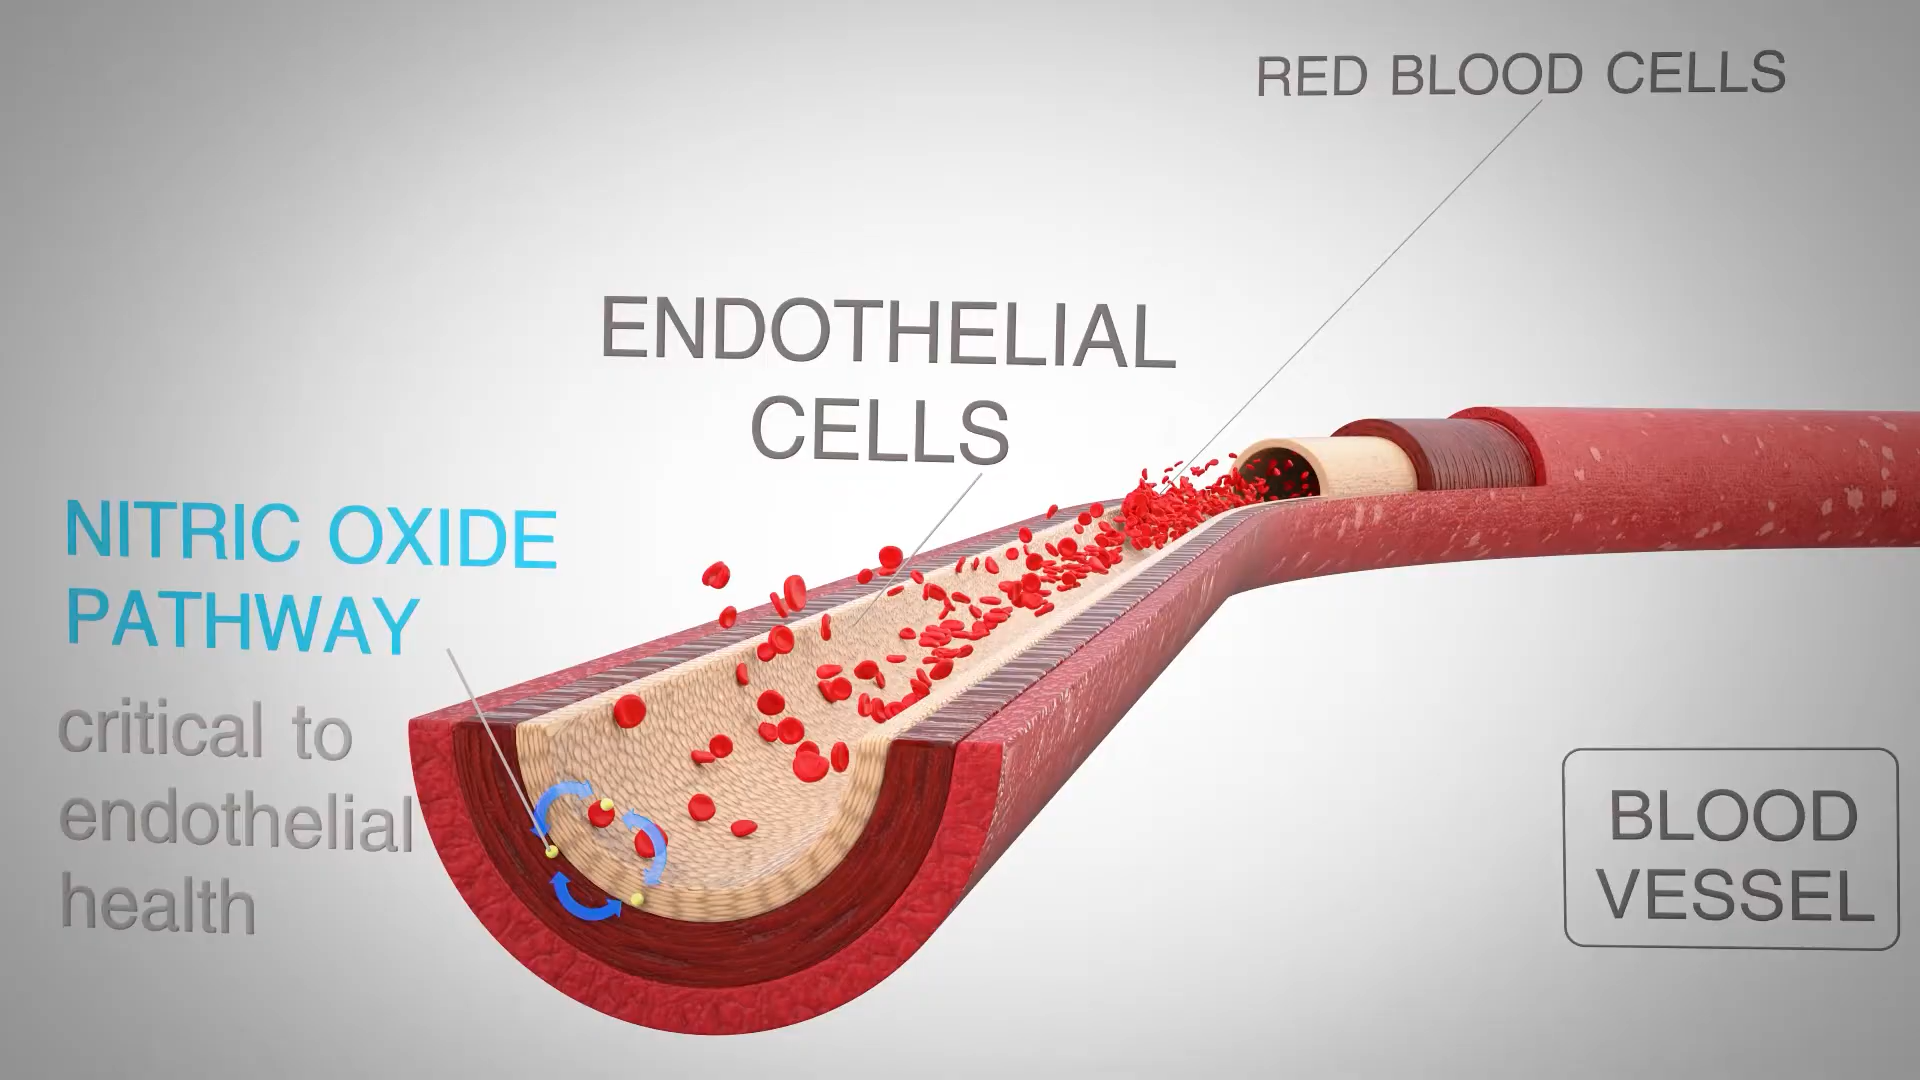 RED BLOOD CELLS
ENDOTHELIAL
CELLS
NITRIC OXIDE
PATHWAY
critical to
endothelial
health
BLOOD
VESSEL